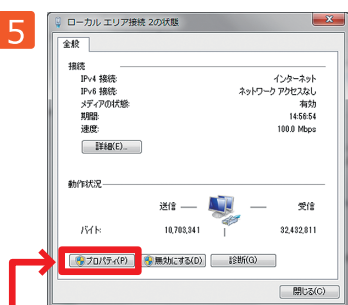 5
ローカル エリア接続 2の状態
全般
接続
IPv4 接続: インターネット
IPv6 接続: ネットワーク アクセスなし
メディアの状態: 有効
期間: 14:56:54
速度: 100.0 Mbps
詳細(E)...
動作状況
送信 — — 受信
バイト: 10,703,341 32,432,811
プロパティ(P) 無効にする(D) 診断(G)
閉じる(C)